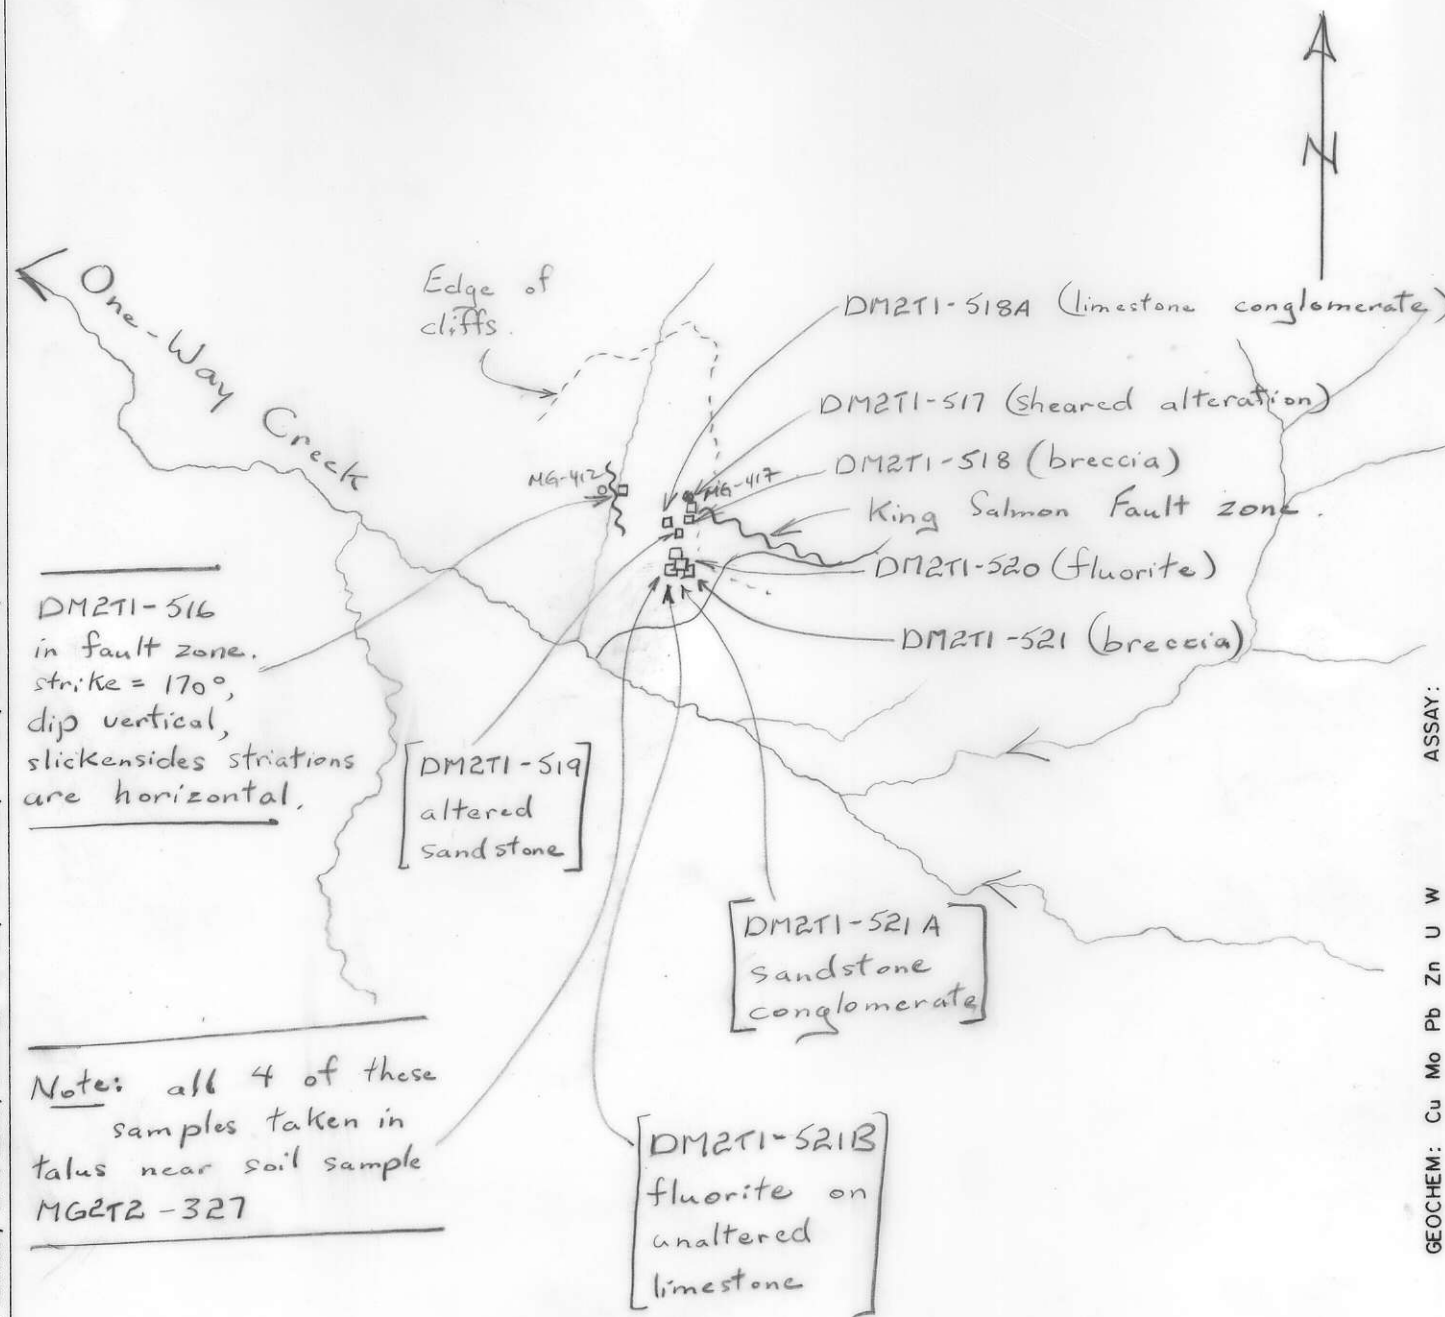 N
One-Way Creek
Edge of
cliffs.
DM2T1-518A (limestone conglomerate)
DM2T1-517 (sheared alteration)
DM2T1-518 (breccia)
MG-412
MG-417
King Salmon Fault zone.
DM2T1-520 (fluorite)
DM2T1-521 (breccia)
DM2T1-516
in fault zone.
strike = 170°,
dip vertical,
slickensides striations
are horizontal.
DM2T1-519
altered
sandstone
DM2T1-521A
sandstone
conglomerate
Note: all 4 of these
samples taken in
talus near soil sample
MG2T2-327
DM2T1-521B
fluorite on
unaltered
limestone
GEOCHEM: Cu Mo Pb Zn U W ASSAY: